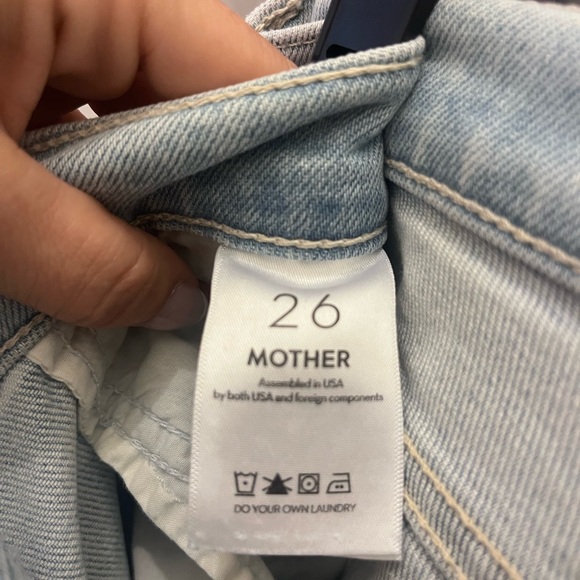 26
MOTHER
Assembled in USA
by both USA and foreign components
DO YOUR OWN LAUNDRY